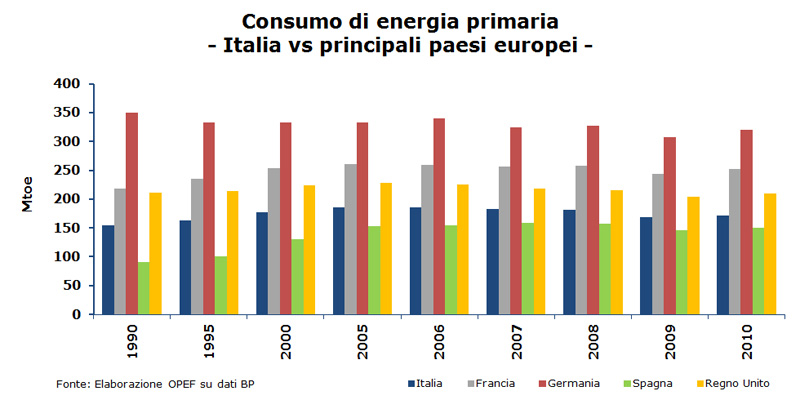 Consumo di energia primaria
- Italia vs principali paesi europei -
Mtoe
400
350
300
250
200
150
100
50
0
1990 1995 2000 2005 2006 2007 2008 2009 2010
Fonte: Elaborazione OPEF su dati BP
Italia Francia Germania Spagna Regno Unito